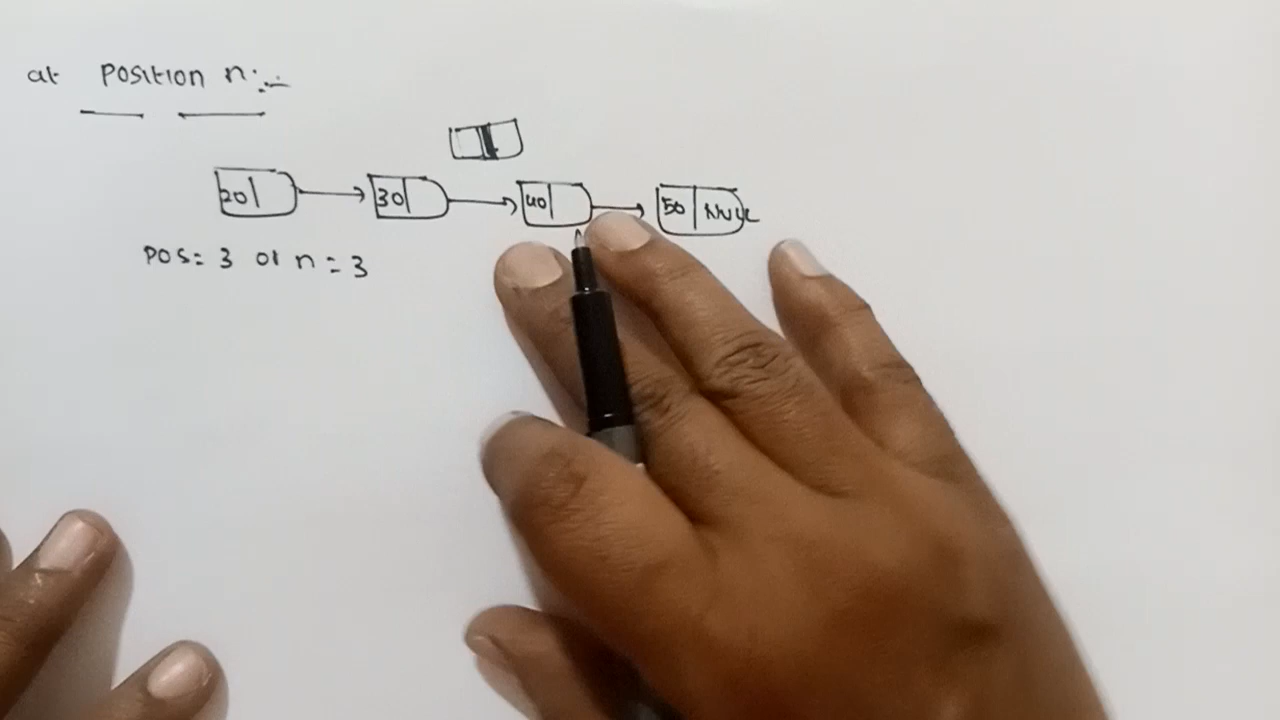 at Position n:-
20 30 40 50 NULL
pos = 3 or n = 3